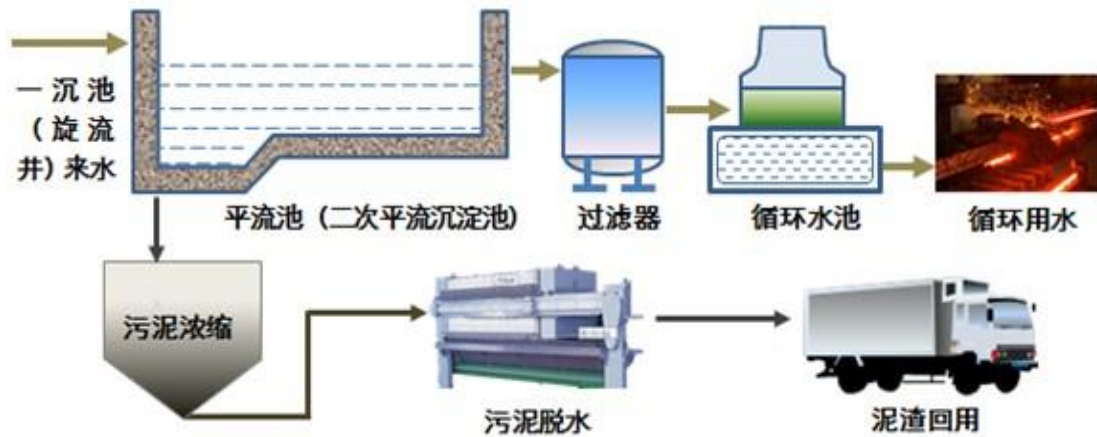 一沉池
（旋流
井）来水
平流池（二次平流沉淀池）
过滤器
循环水池
循环用水
污泥浓缩
污泥脱水
泥渣回用